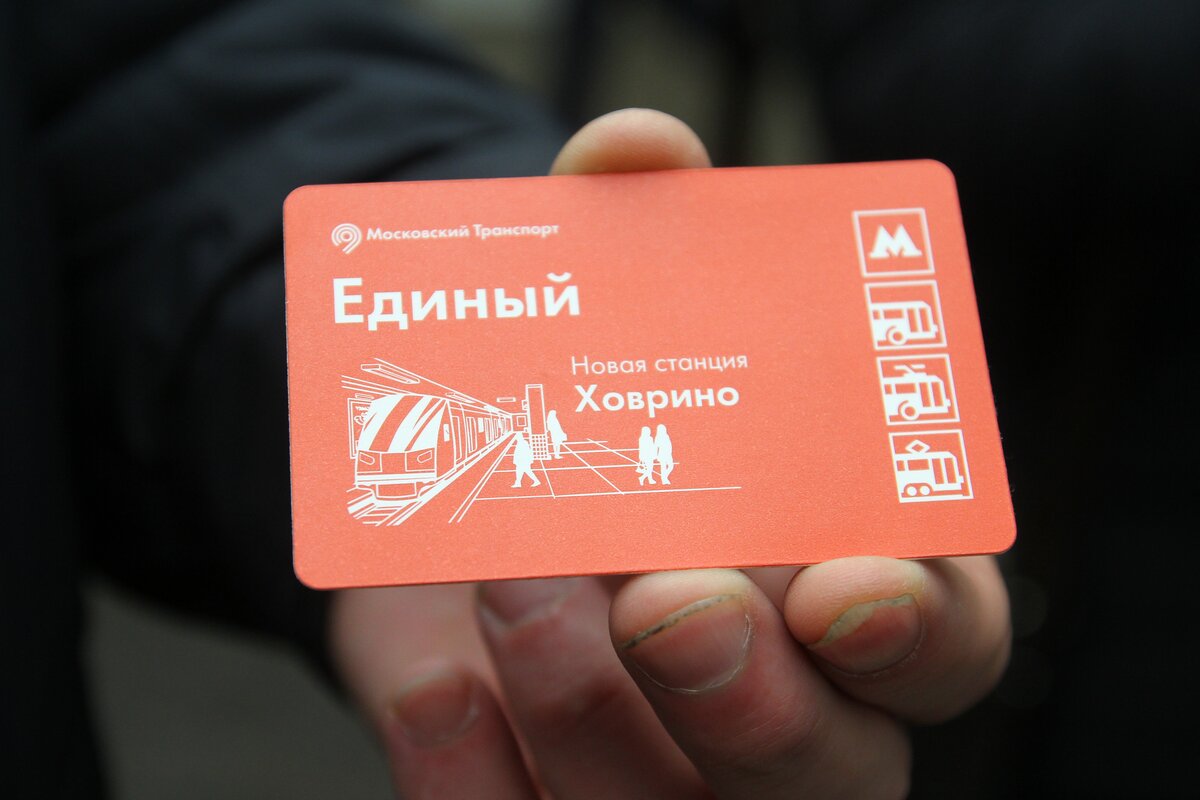 Московский Транспорт
Единый
Новая станция
Ховрино
М